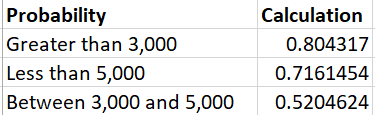 Probability Calculation
Greater than 3,000 0.804317
Less than 5,000 0.7161454
Between 3,000 and 5,000 0.5204624